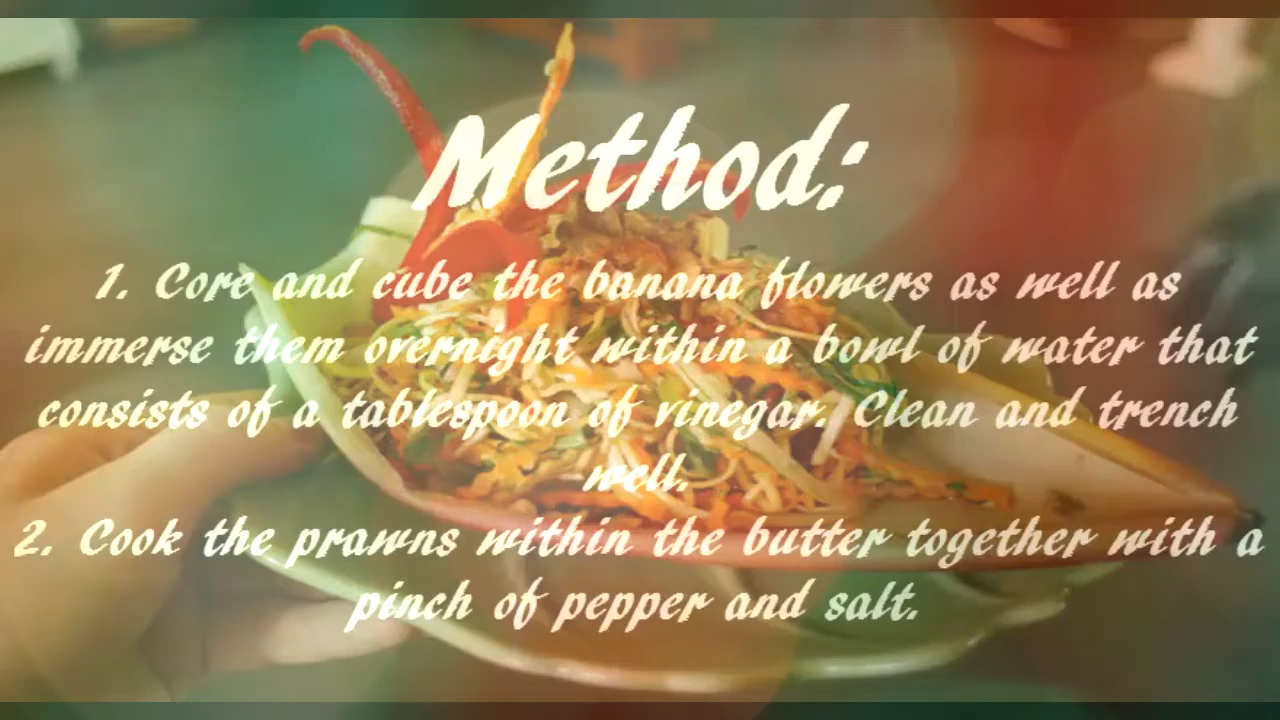 Method:
1. Core and cube the banana flowers as well as
immerse them overnight within a bowl of water that
consists of a tablespoon of vinegar. Clean and trench
well.
2. Cook the prawns within the butter together with a
pinch of pepper and salt.